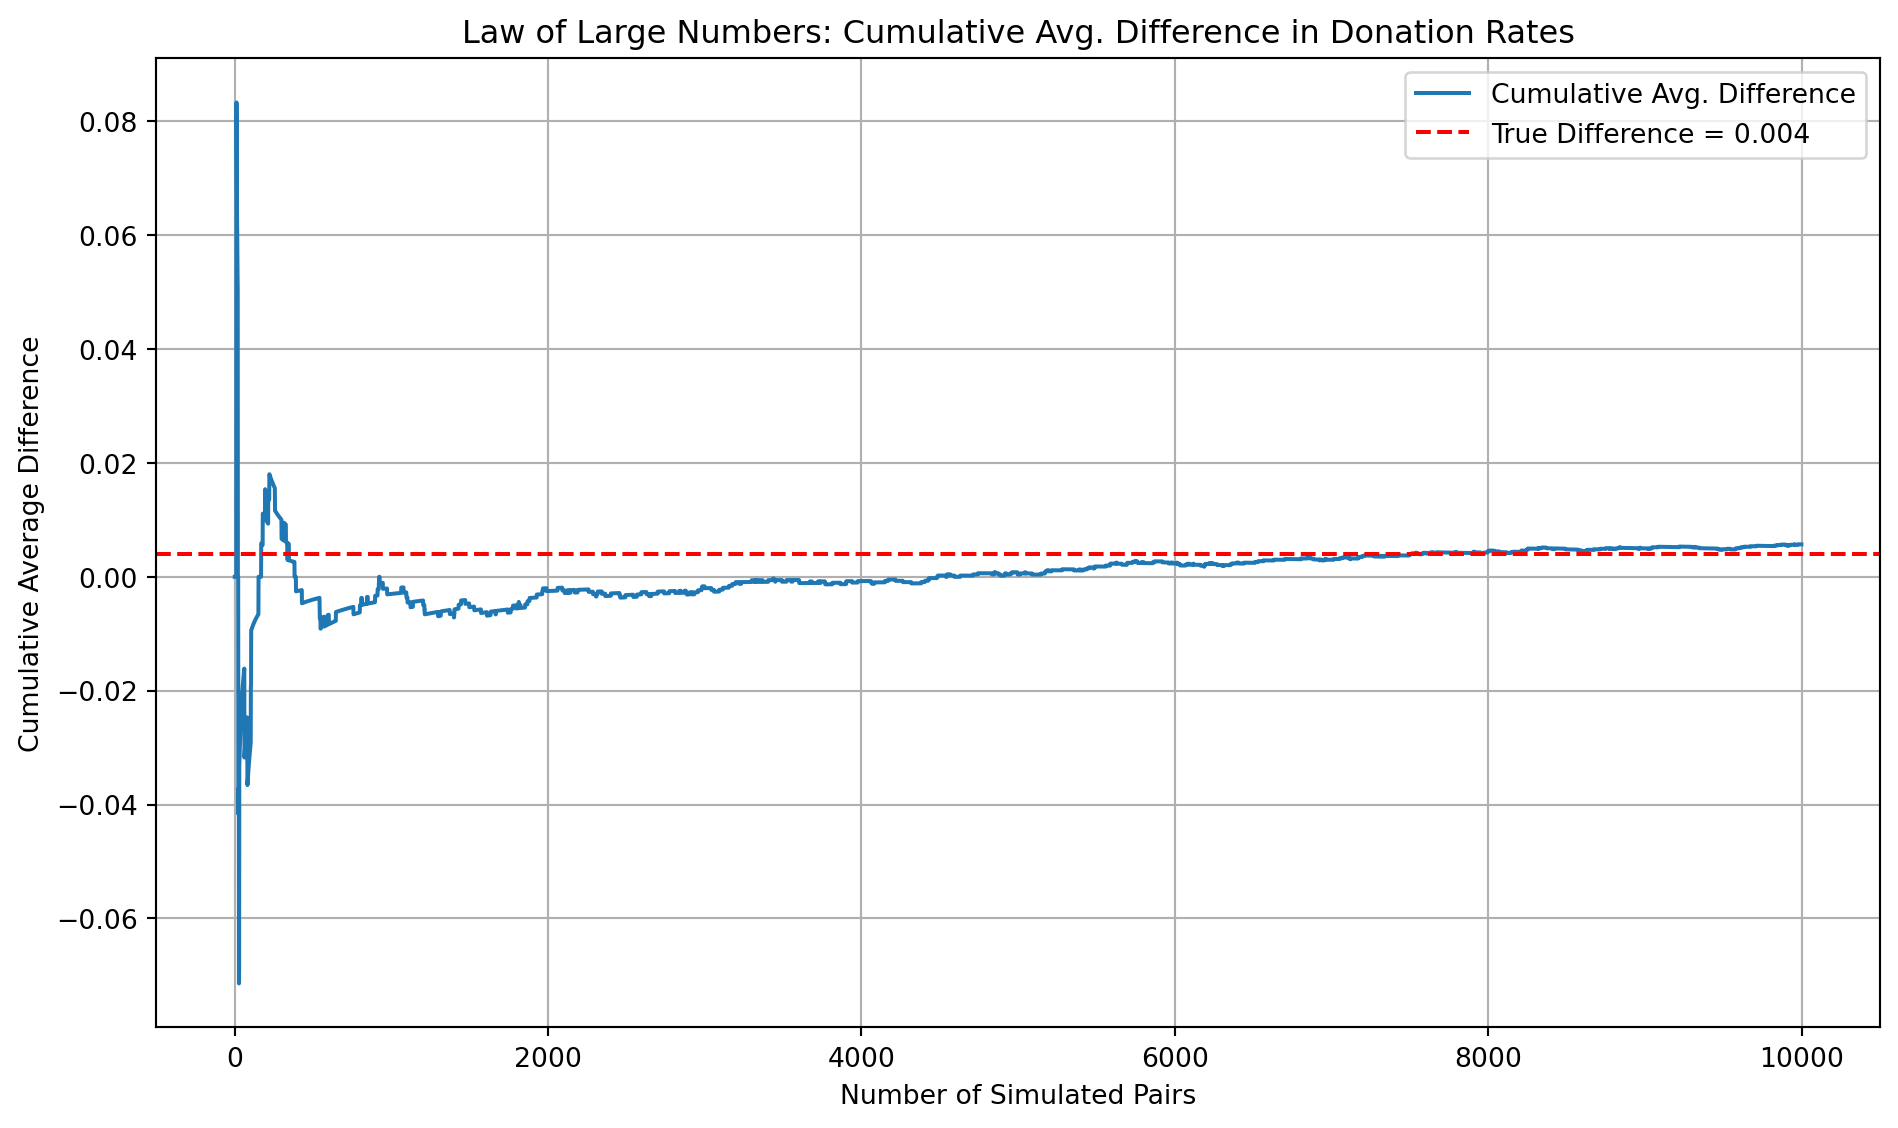 Law of Large Numbers: Cumulative Avg. Difference in Donation Rates
Cumulative Avg. Difference
True Difference = 0.004
Cumulative Average Difference
0.08
0.06
0.04
0.02
0.00
−0.02
−0.04
−0.06
0 2000 4000 6000 8000 10000
Number of Simulated Pairs